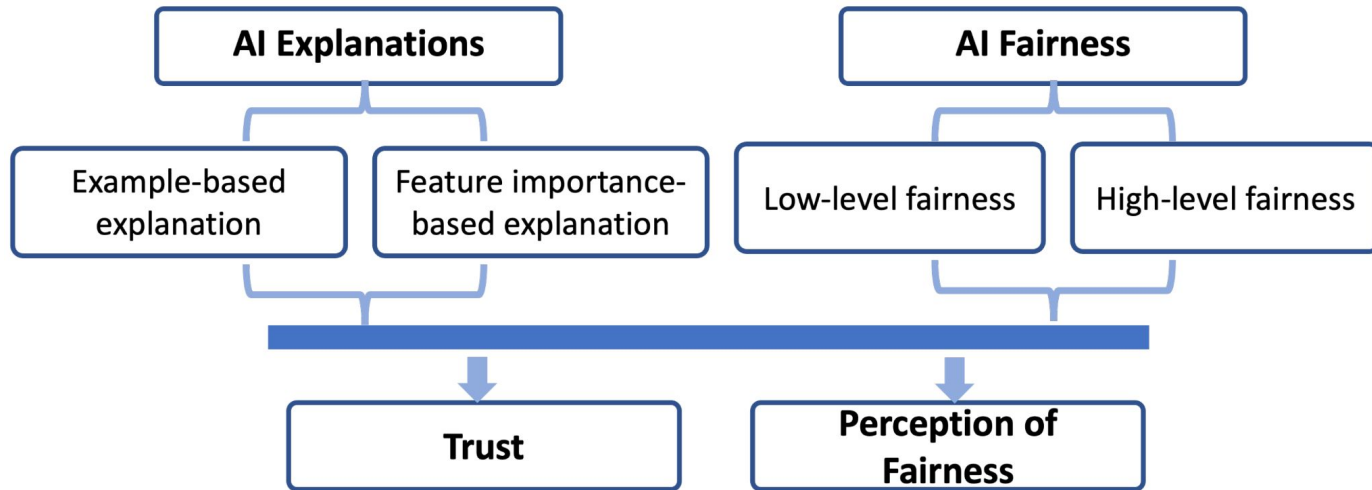 AI Explanations
AI Fairness
Example-based
explanation
Feature importance-
based explanation
Low-level fairness
High-level fairness
Trust
Perception of
Fairness